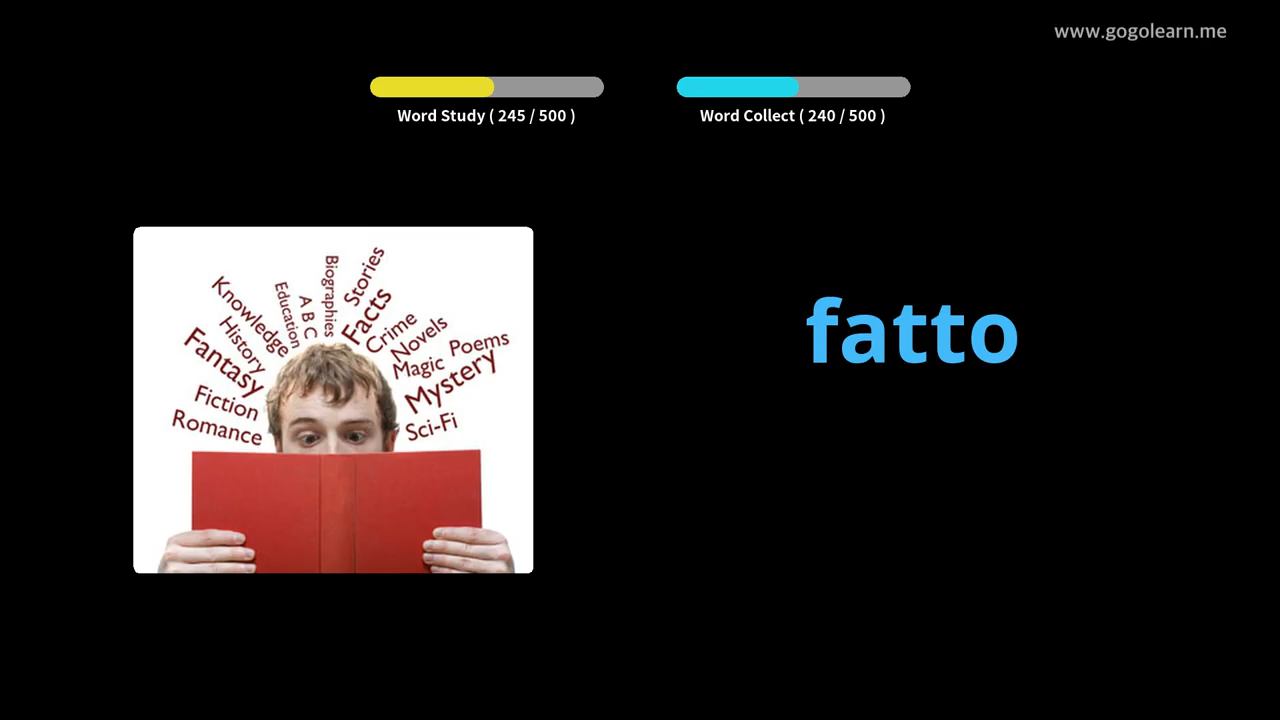 www.gogolearn.me
Word Study ( 245 / 500 )
Word Collect ( 240 / 500 )
Biographies
Stories
Education
A B C
Facts
Knowledge
Crime
History
Novels
Fantasy
Magic
Poems
Mystery
Fiction
Romance
Sci-Fi
fatto